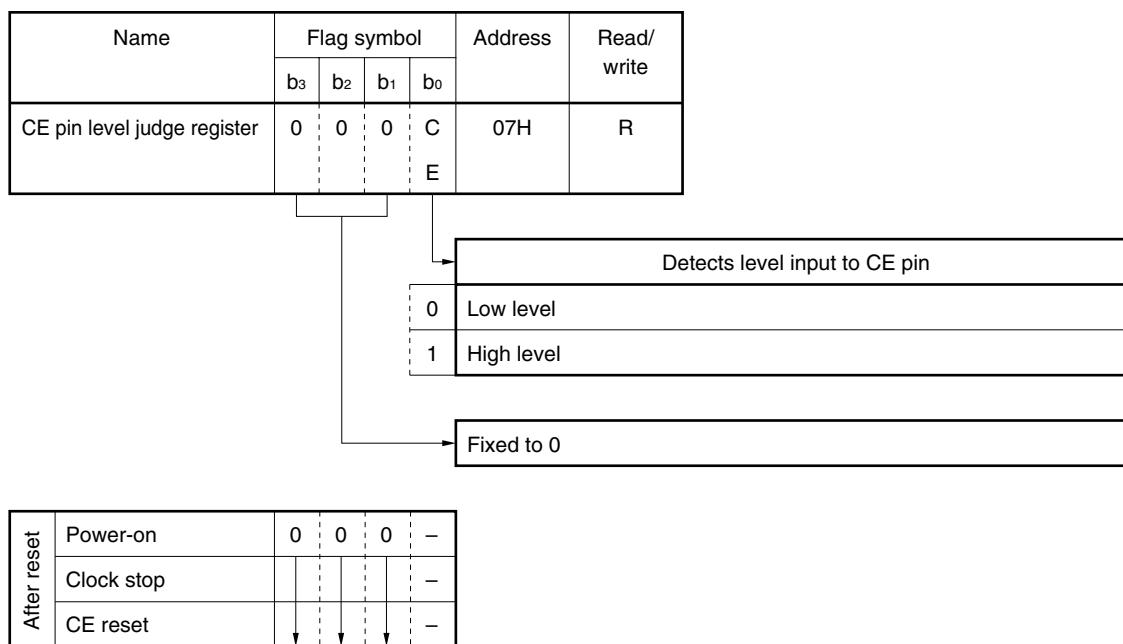 Name Flag symbol Address Read/
write
b3 b2 b1 b0
CE pin level judge register 0 0 0 C 07H R
E
Detects level input to CE pin
0 Low level
1 High level
Fixed to 0
After reset
Power-on 0 0 0 –
Clock stop –
CE reset –